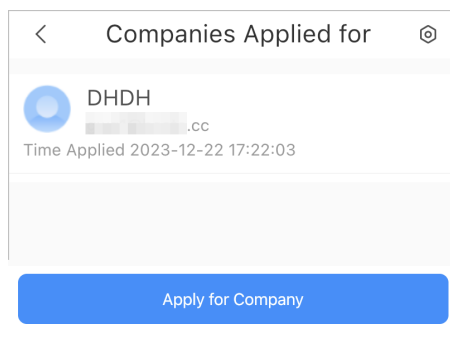 Companies Applied for
DHDH
.cc
Time Applied 2023-12-22 17:22:03
Apply for Company